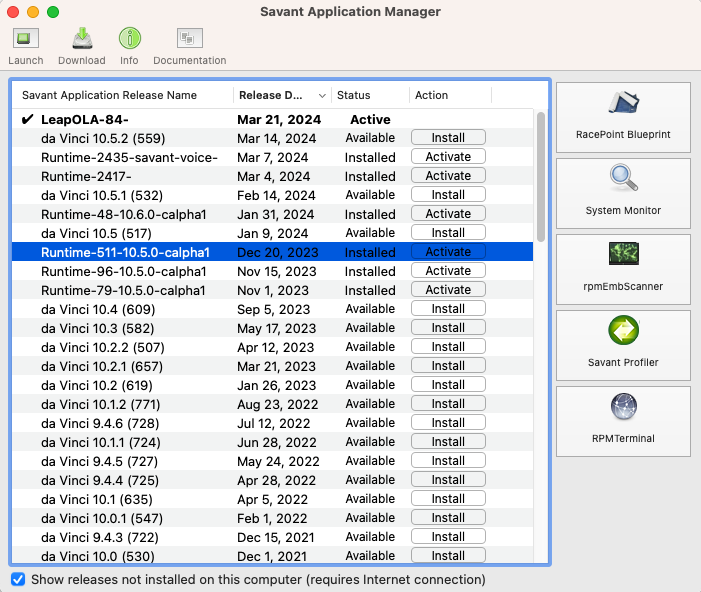 Savant Application Manager
Launch Download Info Documentation
Savant Application Release Name Release D... Status Action
✔ LeapOLA-84- Mar 21, 2024 Active
da Vinci 10.5.2 (559) Mar 14, 2024 Available Install
Runtime-2435-savant-voice- Mar 7, 2024 Installed Activate
Runtime-2417- Mar 4, 2024 Installed Activate
da Vinci 10.5.1 (532) Feb 14, 2024 Available Install
Runtime-48-10.6.0-calpha1 Jan 31, 2024 Installed Activate
da Vinci 10.5 (517) Jan 9, 2024 Available Install
Runtime-511-10.5.0-calpha1 Dec 20, 2023 Installed Activate
Runtime-96-10.5.0-calpha1 Nov 15, 2023 Installed Activate
Runtime-79-10.5.0-calpha1 Nov 1, 2023 Installed Activate
da Vinci 10.4 (609) Sep 5, 2023 Available Install
da Vinci 10.3 (582) May 17, 2023 Available Install
da Vinci 10.2.2 (507) Apr 12, 2023 Available Install
da Vinci 10.2.1 (657) Mar 21, 2023 Available Install
da Vinci 10.2 (619) Jan 26, 2023 Available Install
da Vinci 10.1.2 (771) Aug 23, 2022 Available Install
da Vinci 9.4.6 (728) Jul 12, 2022 Available Install
da Vinci 10.1.1 (724) Jun 28, 2022 Available Install
da Vinci 9.4.5 (727) May 24, 2022 Available Install
da Vinci 9.4.4 (725) Apr 28, 2022 Available Install
da Vinci 10.1 (635) Apr 5, 2022 Available Install
da Vinci 10.0.1 (547) Feb 1, 2022 Available Install
da Vinci 9.4.3 (722) Dec 15, 2021 Available Install
da Vinci 10.0 (530) Dec 1, 2021 Available Install
RacePoint Blueprint
System Monitor
rpmEmbScanner
Savant Profiler
RPMTerminal
Show releases not installed on this computer (requires Internet connection)